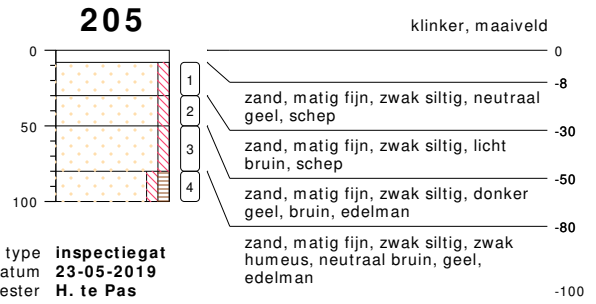 205
klinker, maaiveld
0
0
-8
zand, matig fijn, zwak siltig, neutraal
geel, schep
1
-30
2
zand, matig fijn, zwak siltig, licht
bruin, schep
50
3
-50
zand, matig fijn, zwak siltig, donker
geel, bruin, edelman
4
-80
100
zand, matig fijn, zwak siltig, zwak
humeus, neutraal bruin, geel,
edelman
-100
type inspectiegat
atum 23-05-2019
ester H. te Pas